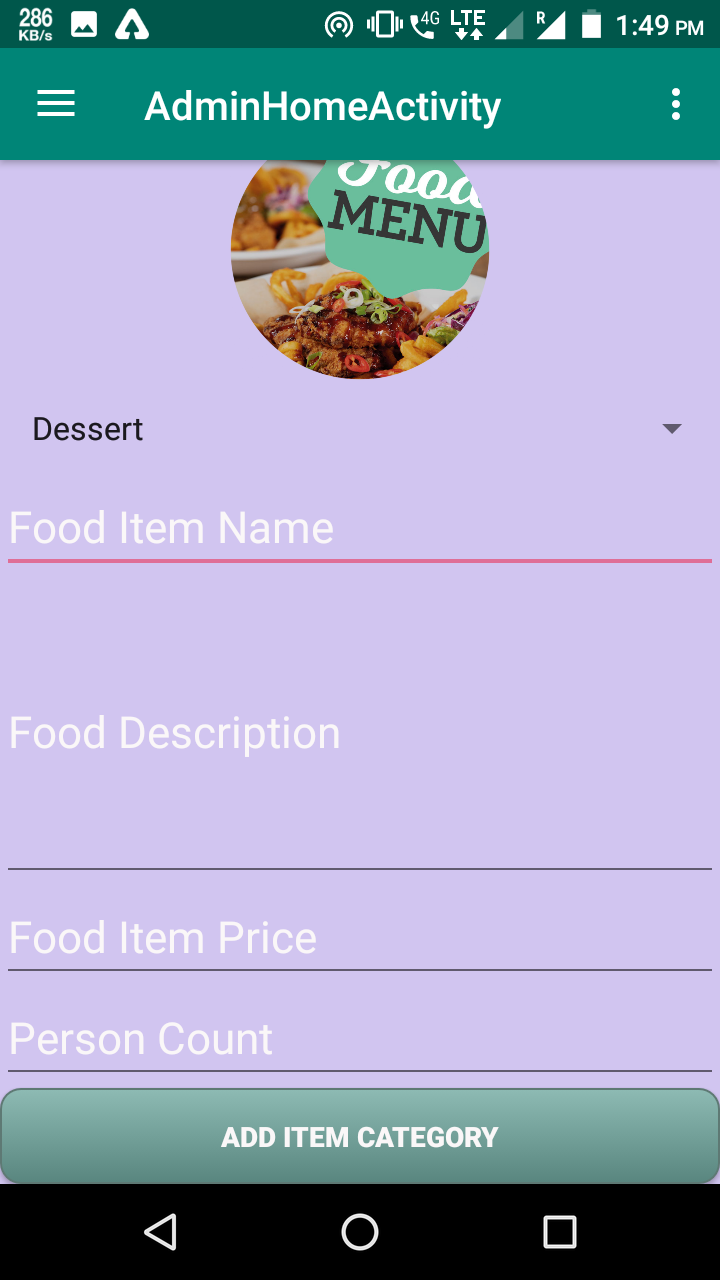 286
KB/s
4G
LTE
R
1:49 PM
AdminHomeActivity
Food
MENU
Dessert
Food Item Name
Food Description
Food Item Price
Person Count
ADD ITEM CATEGORY